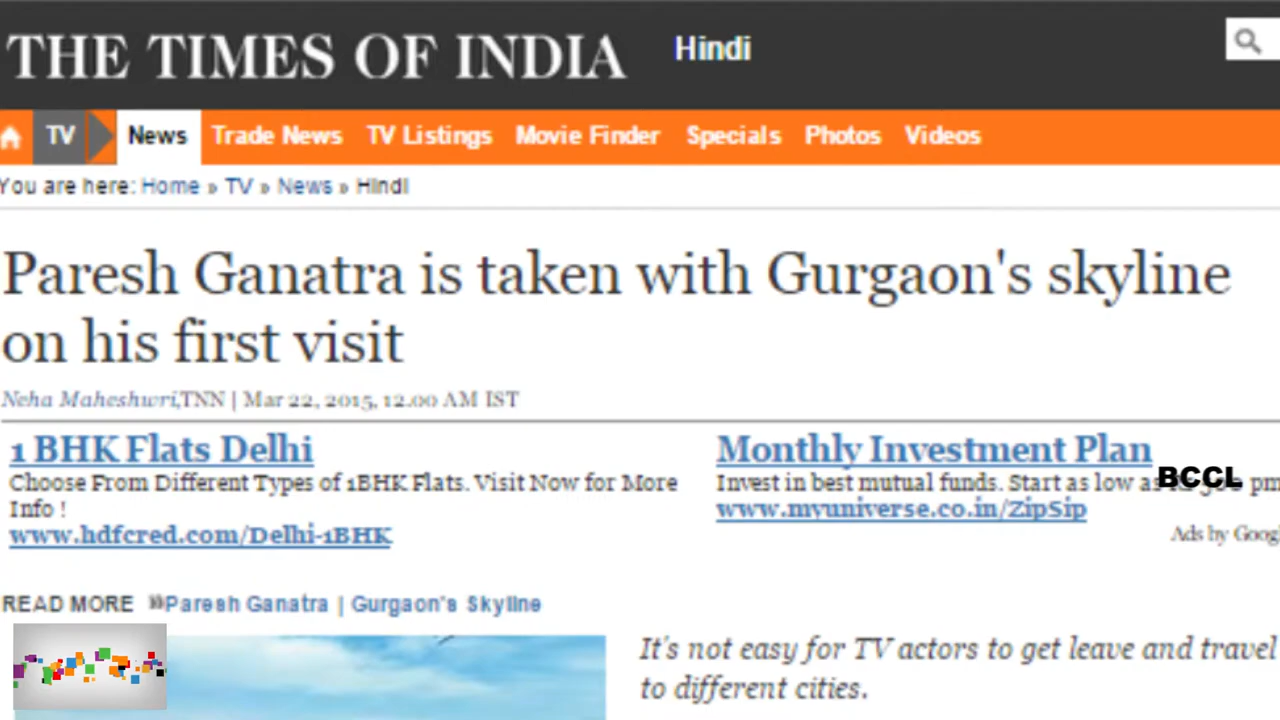 THE TIMES OF INDIA Hindi
TV News Trade News TV Listings Movie Finder Specials Photos Videos
You are here: Home » TV » News » Hindi
Paresh Ganatra is taken with Gurgaon's skyline
on his first visit
Neha Maheshwri,TNN | Mar 22, 2015, 12.00 AM IST
1 BHK Flats Delhi
Choose From Different Types of 1BHK Flats. Visit Now for More
Info !
www.hdfcred.com/Delhi-1BHK
Monthly Investment Plan
Invest in best mutual funds. Start as low as
BCCL
www.myuniverse.co.in/ZipSip
Ads by
READ MORE »Paresh Ganatra | Gurgaon's Skyline
It's not easy for TV actors to get leave and travel
to different cities.